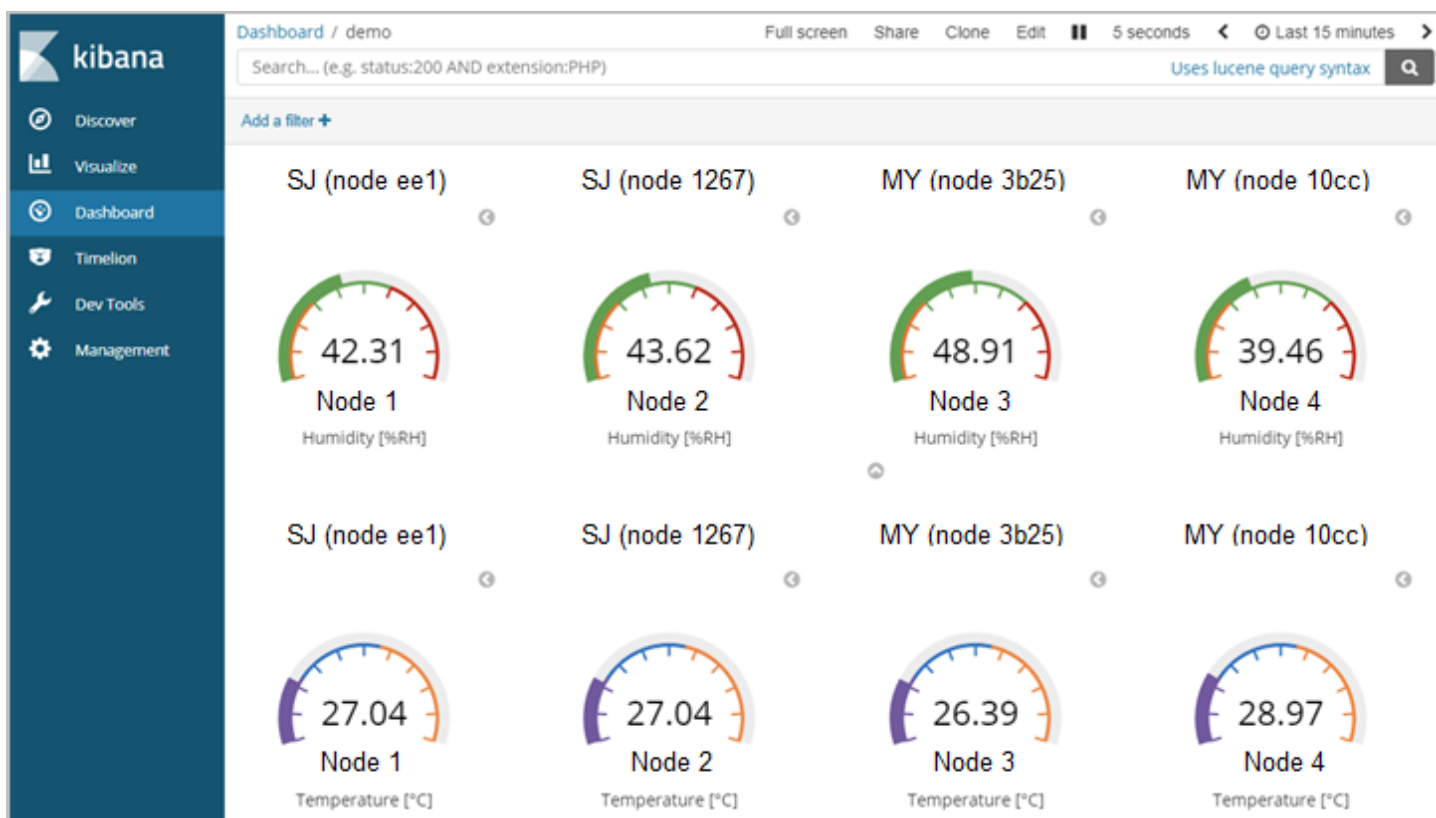 kibana
Dashboard / demo
Full screen Share Clone Edit 5 seconds Last 15 minutes
Search... (e.g. status:200 AND extension:PHP)
Uses lucene query syntax
Add a filter +
Discover
Visualize
Dashboard
Timelion
Dev Tools
Management
SJ (node ee1) SJ (node 1267) MY (node 3b25) MY (node 10cc)
42.31 43.62 48.91 39.46
Node 1 Node 2 Node 3 Node 4
Humidity [%RH] Humidity [%RH] Humidity [%RH] Humidity [%RH]
SJ (node ee1) SJ (node 1267) MY (node 3b25) MY (node 10cc)
27.04 27.04 26.39 28.97
Node 1 Node 2 Node 3 Node 4
Temperature [°C] Temperature [°C] Temperature [°C] Temperature [°C]